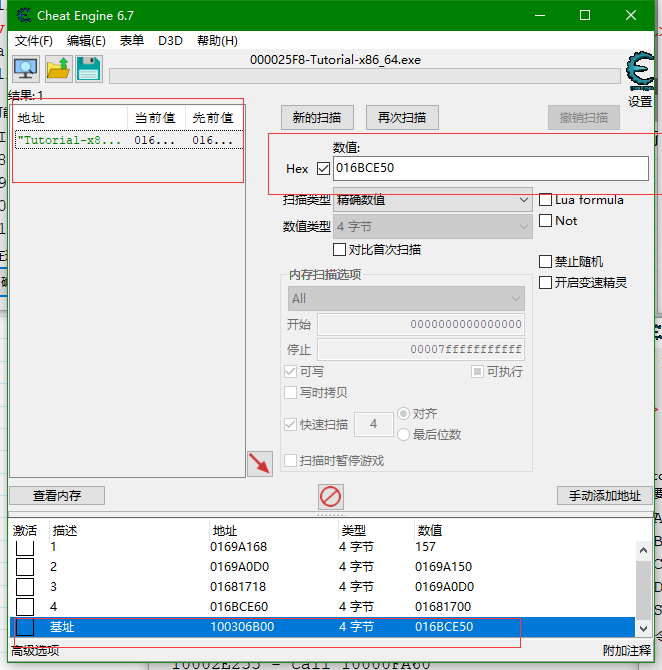 Cheat Engine 6.7
文件(F) 编辑(E) 表单 D3D 帮助(H)
000025F8-Tutorial-x86_64.exe
设置
结果: 1
地址 当前值 先前值
"Tutorial-x8... 016... 016...
新的扫描 再次扫描 撤销扫描
数值:
Hex 016BCE50
扫描类型 精确数值 Lua formula
数值类型 4 字节 Not
对比首次扫描
内存扫描选项 禁止随机
All 开启变速精灵
开始 0000000000000000
停止 00007fffffffffff
可写 可执行
写时拷贝
快速扫描 4 对齐
最后位数
扫描时暂停游戏
查看内存 手动添加地址
激活 描述 地址 类型 数值
1 0169A168 4 字节 157
2 0169A0D0 4 字节 0169A150
3 01681718 4 字节 0169A0D0
4 016BCE60 4 字节 01681700
基址 100306B00 4 字节 016BCE50
高级选项 附加注释